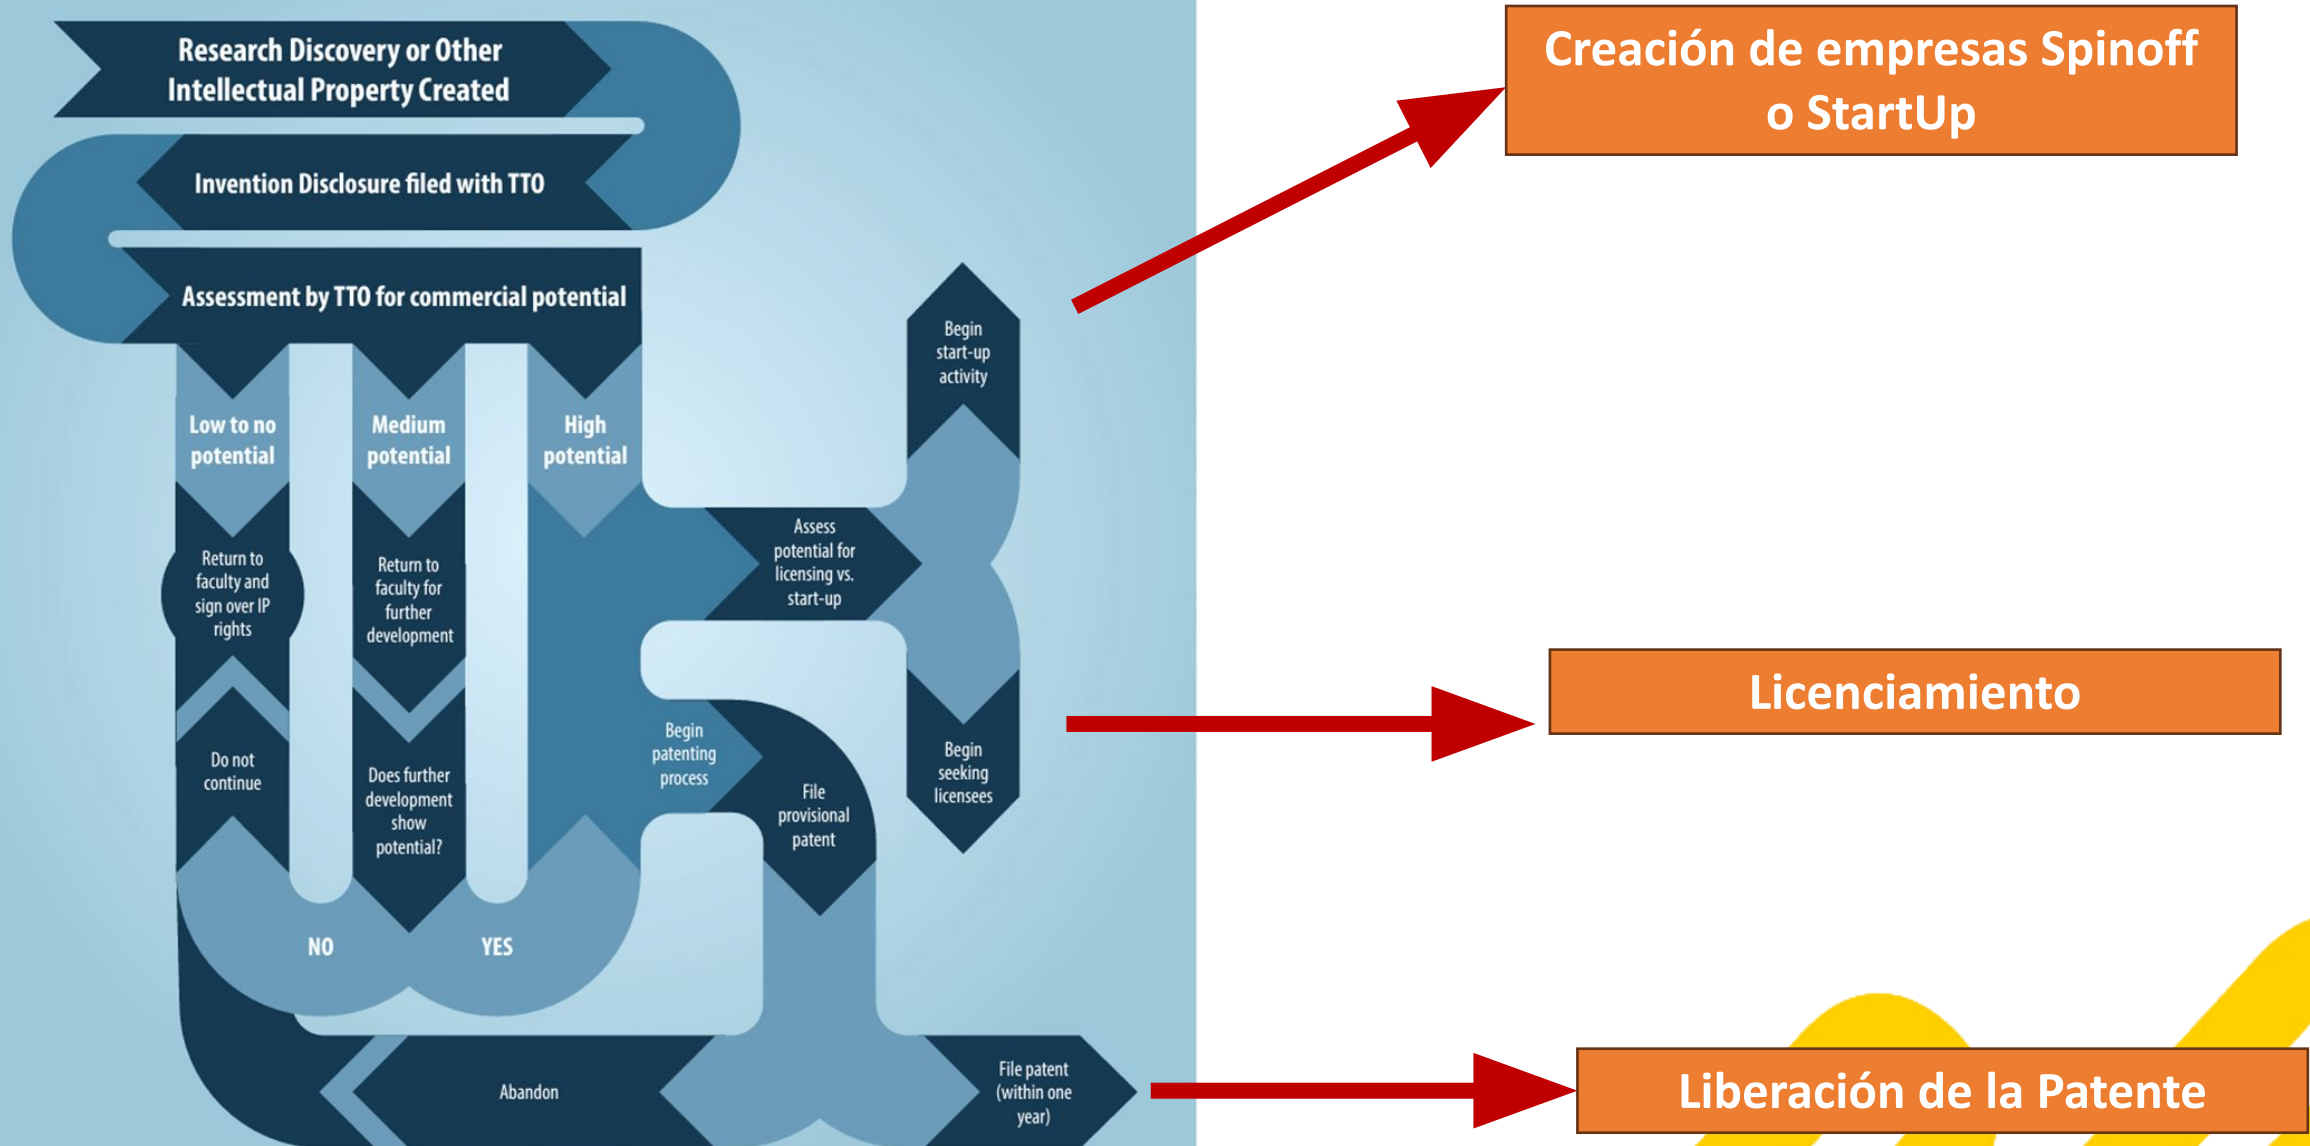 Research Discovery or Other
Intellectual Property Created
Invention Disclosure filed with TTO
Assessment by TTO for commercial potential
Low to no
potential
Medium
potential
High
potential
Return to
faculty and
sign over IP
rights
Return to
faculty for
further
development
Do not
continue
Does further
development
show
potential?
NO
YES
Assess
potential for
licensing vs.
start-up
Begin
start-up
activity
Begin
seeking
licensees
Begin
patenting
process
File
provisional
patent
Abandon
File patent
(within one
year)
Creación de empresas Spinoff
o StartUp
Licenciamiento
Liberación de la Patente